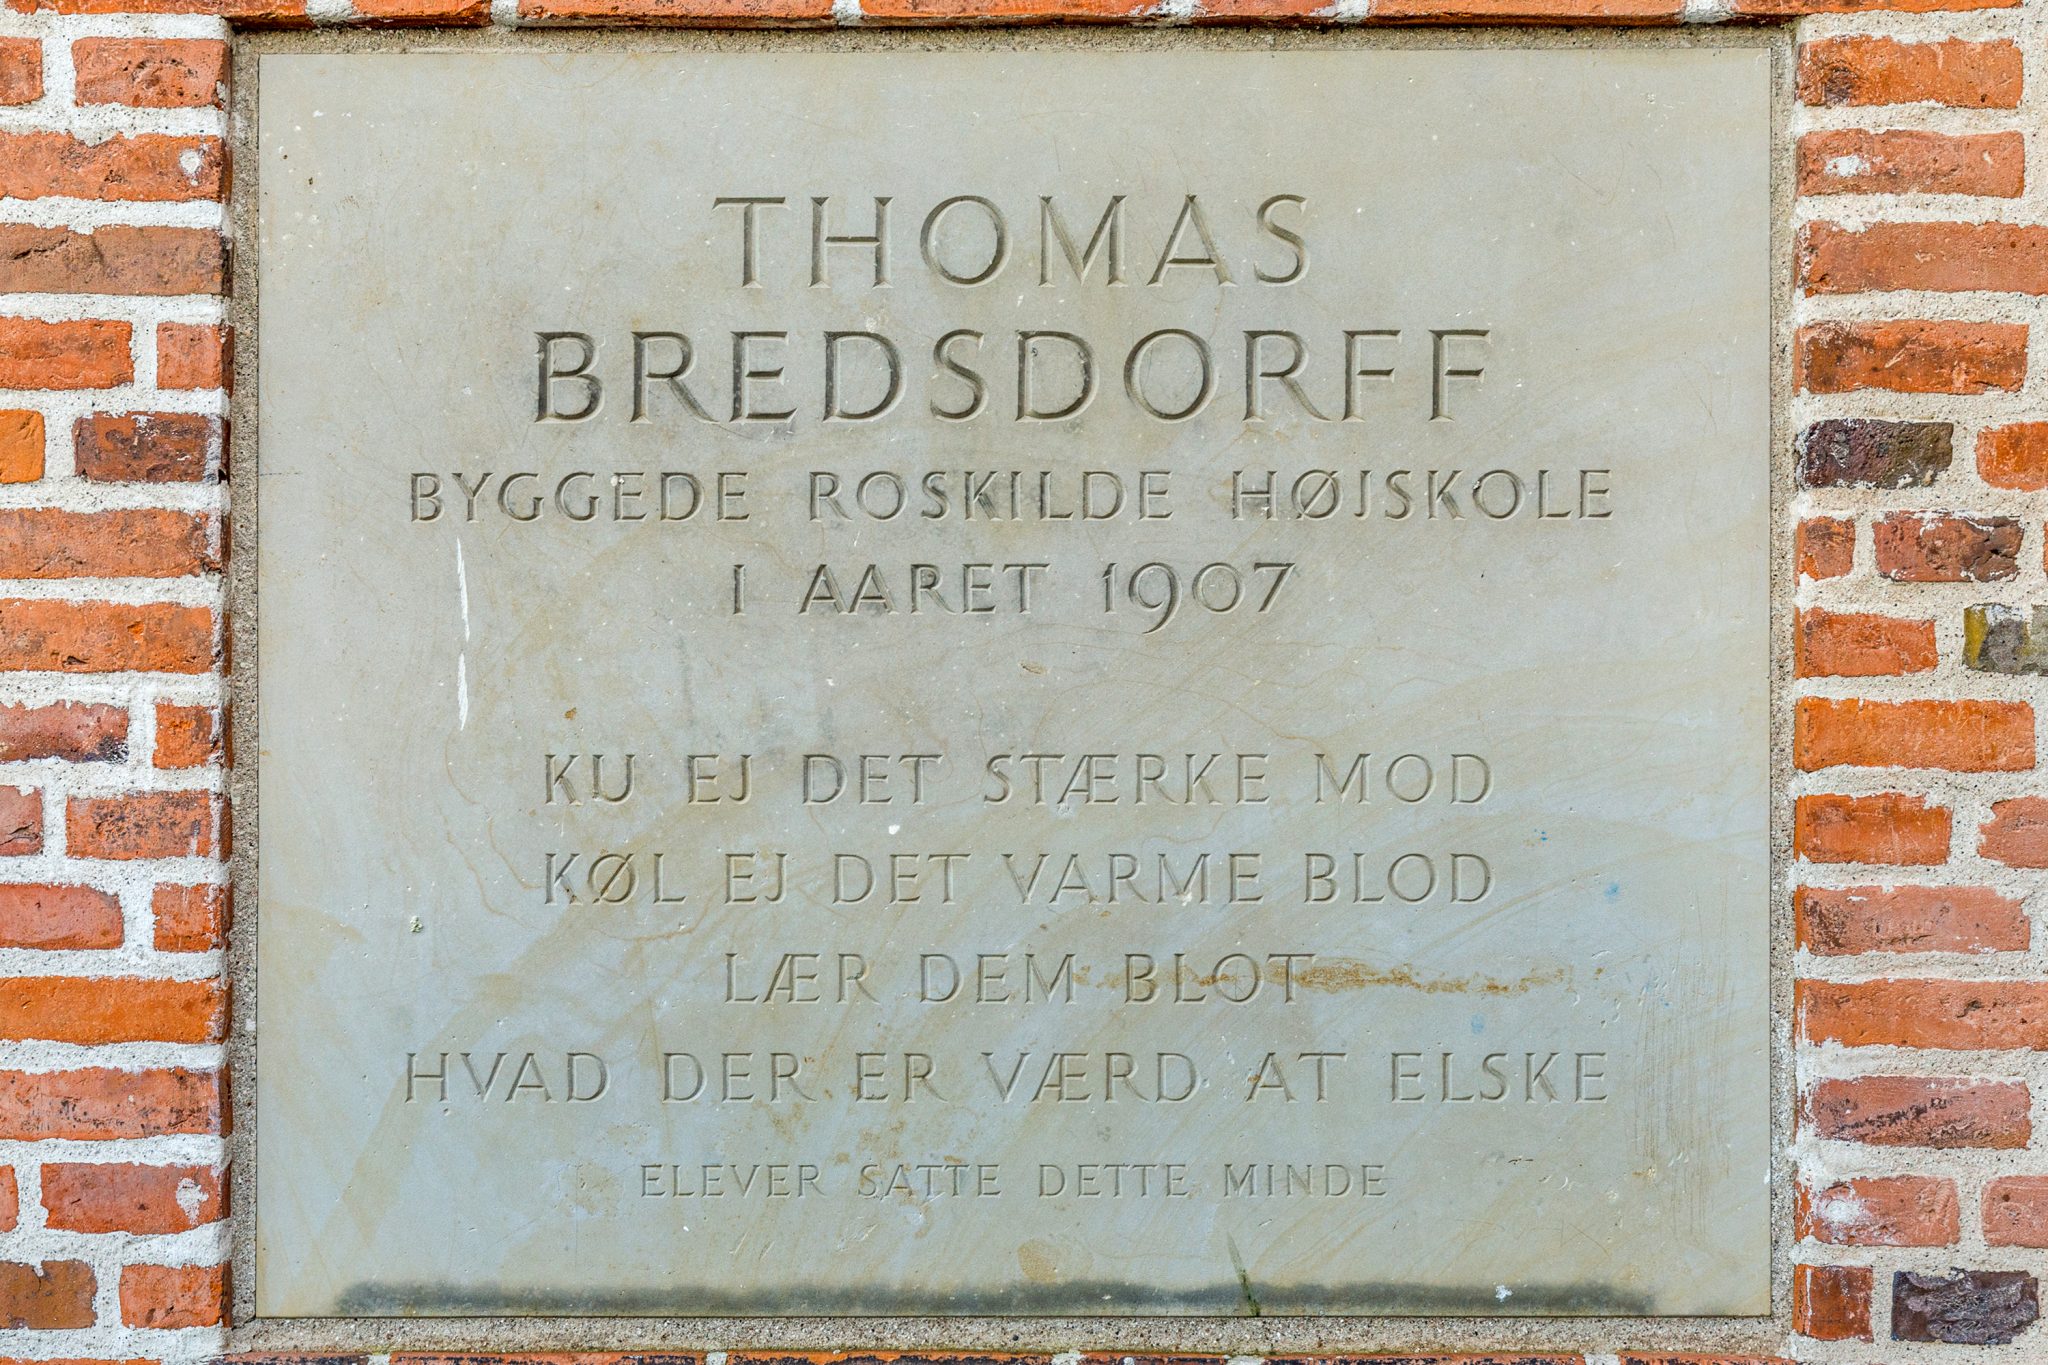 THOMAS
BREDSDORFF
BYGGEDE ROSKILDE HØJSKOLE
I AARET 1907
KU EJ DET STÆRKE MOD
KØL EJ DET VARME BLOD
LÆR DEM BLOT
HVAD DER ER VÆRD AT ELSKE
ELEVER SATTE DETTE MINDE